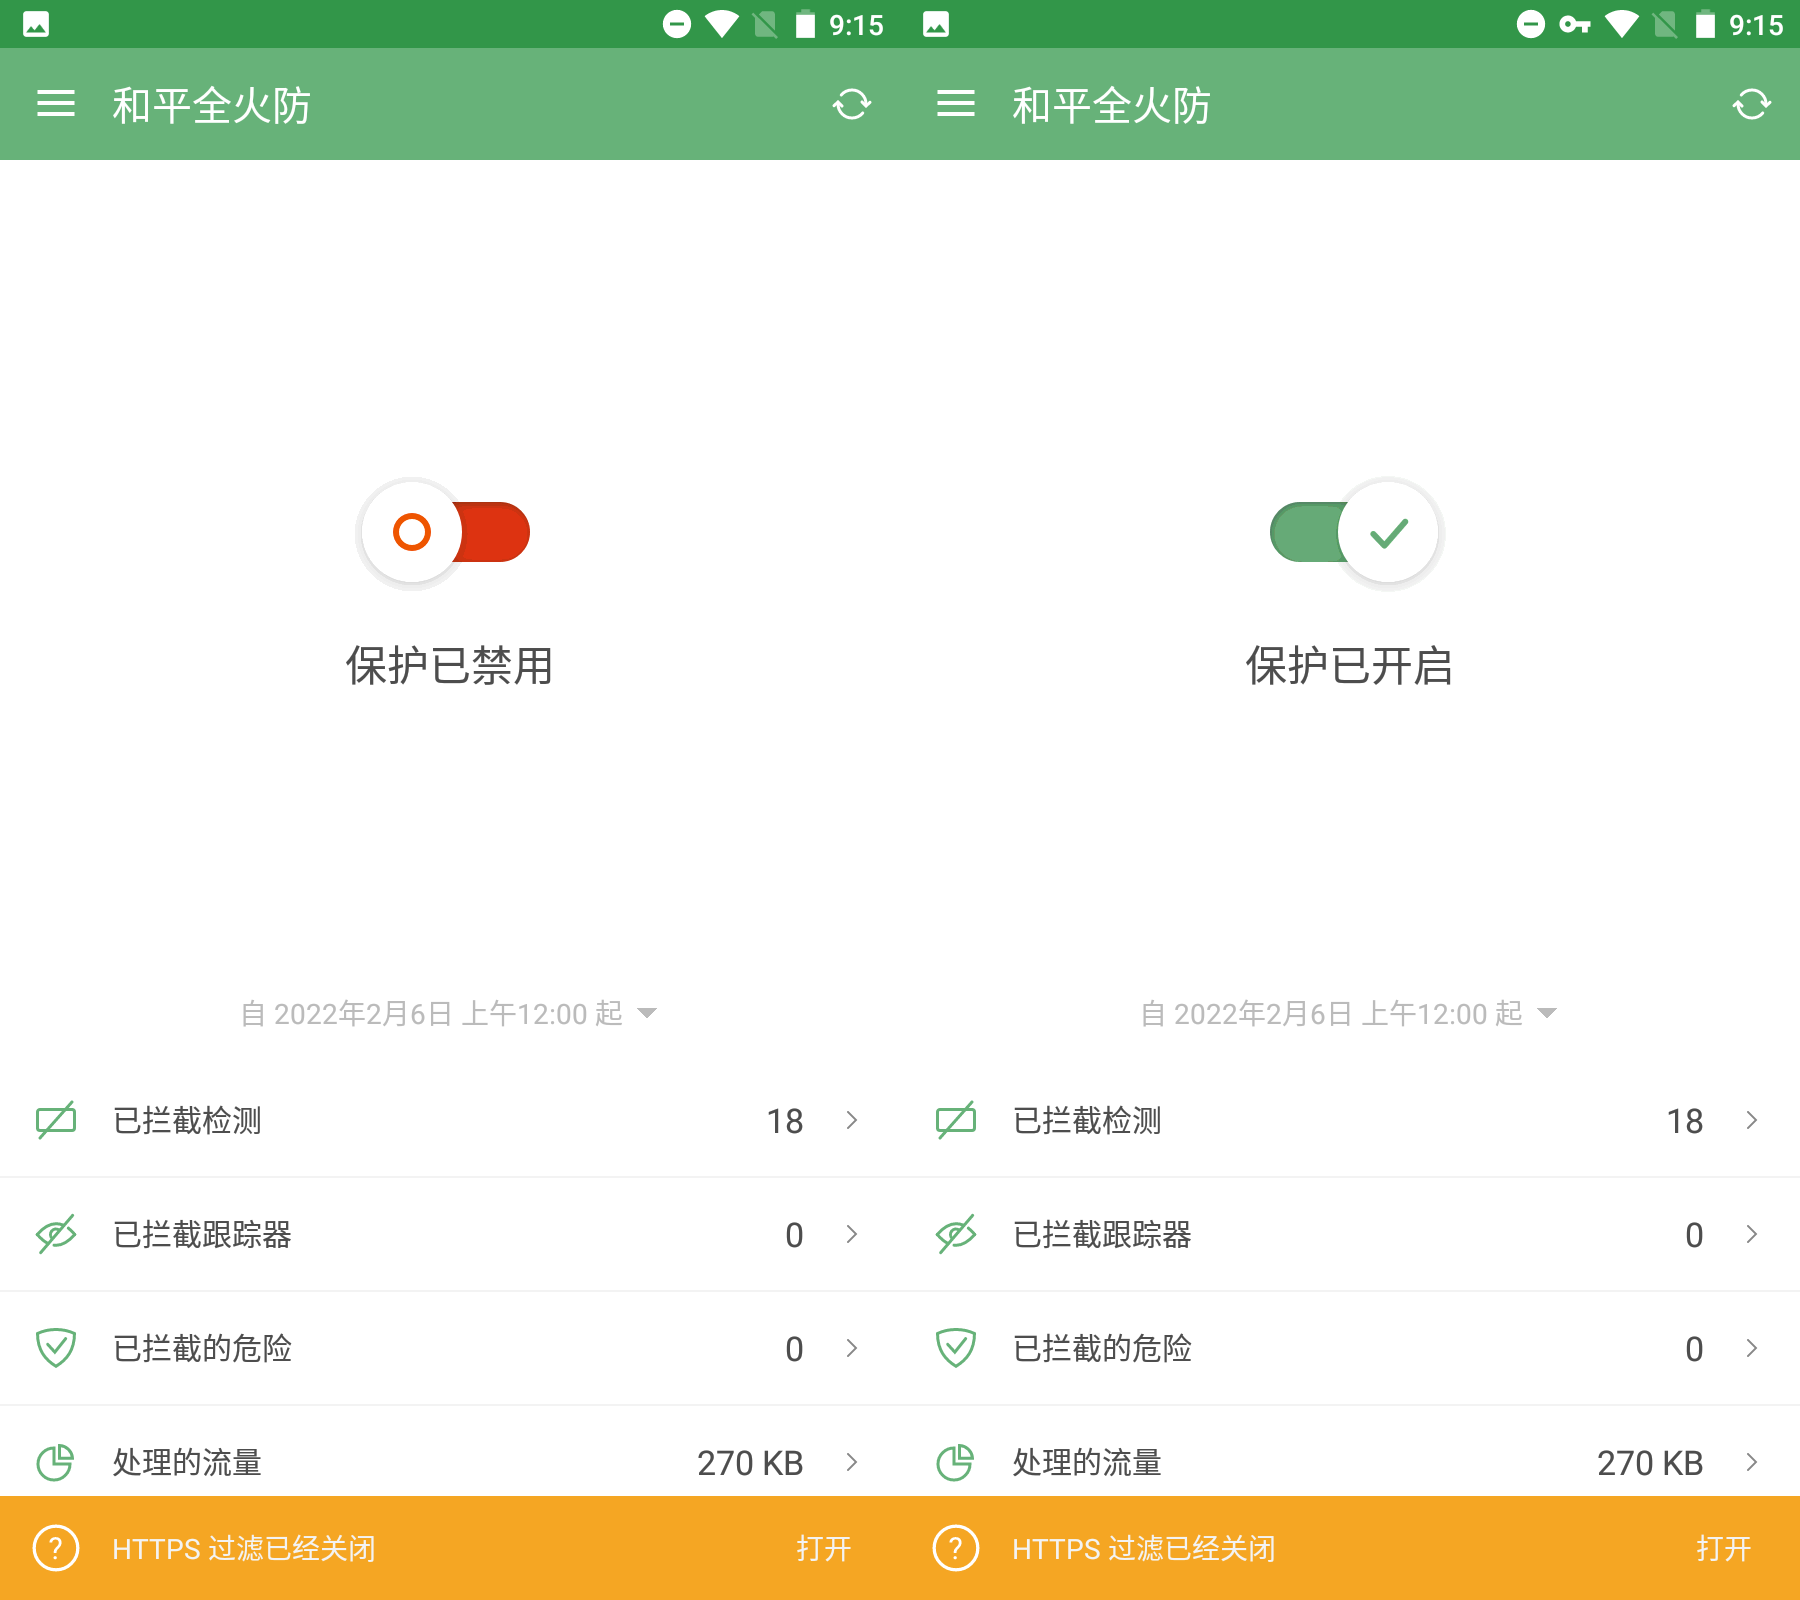 9:15
和平全火防
保护已禁用
自 2022年2月6日 上午12:00 起
已拦截检测 18
已拦截跟踪器 0
已拦截的危险 0
处理的流量 270 KB
? HTTPS 过滤已经关闭 打开
9:15
和平全火防
保护已开启
自 2022年2月6日 上午12:00 起
已拦截检测 18
已拦截跟踪器 0
已拦截的危险 0
处理的流量 270 KB
? HTTPS 过滤已经关闭 打开